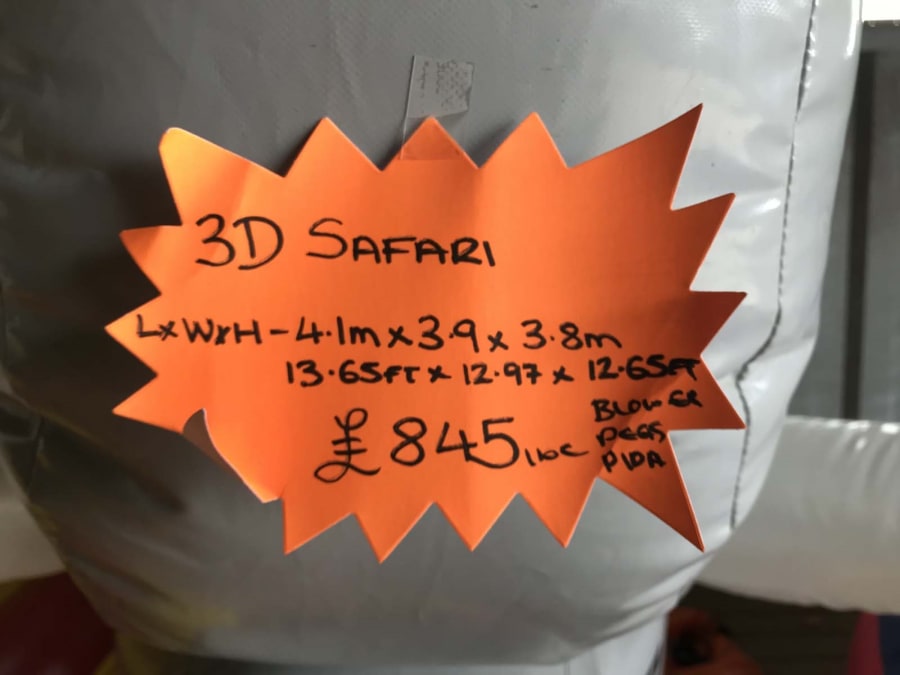 3D SAFARI
LxWxH - 4.1m x 3.9 x 3.8m
13.65FT x 12.97 x 12.65FT
£845 inc BLOWER
PEGS
PIPA